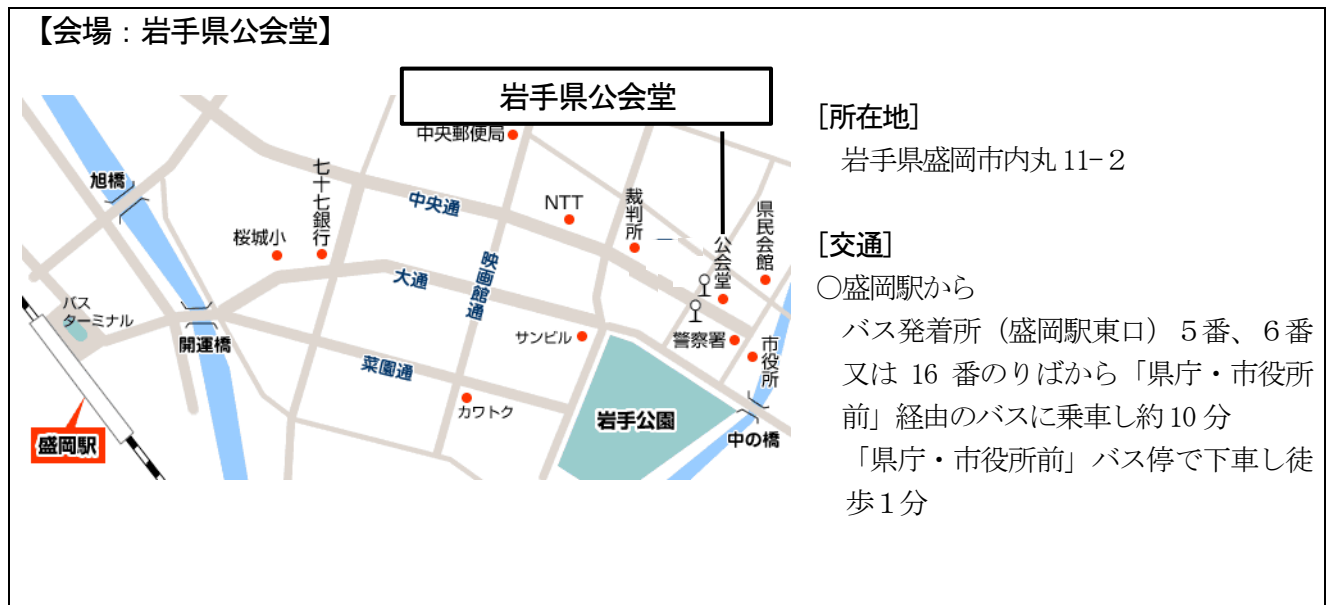 【会場：岩手県公会堂】
岩手県公会堂
中央郵便局
旭橋
七十七銀行
桜城小
中央通
NTT
裁判所
公会堂
県民会館
映画館通
大通
バス
ターミナル
開運橋
サンビル
警察署
市役所
菜園通
カワトク
岩手公園
中の橋
盛岡駅
［所在地］
岩手県盛岡市内丸 11-２
［交通］
○盛岡駅から
バス発着所（盛岡駅東口）５番、６番
又は 16 番のりばから「県庁・市役所
前」経由のバスに乗車し約 10 分
「県庁・市役所前」バス停で下車し徒
歩１分